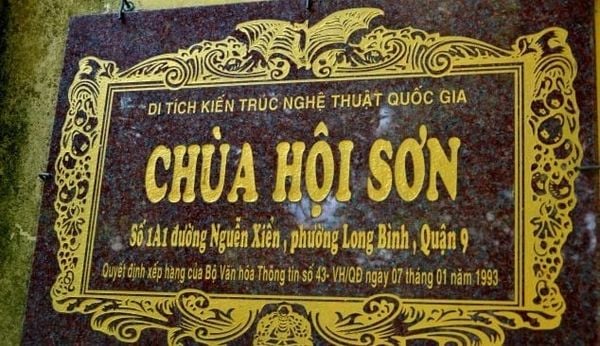 DI TÍCH KIẾN TRÚC NGHỆ THUẬT QUỐC GIA
CHÙA HỘI SƠN
Số 1A1 đường Nguễn Xiển , phường Long Bình , Quận 9
Quyết định xếp hạng của Bộ Văn hóa Thông tin số 43- VH/QĐ ngày 07 tháng 01 năm 1993